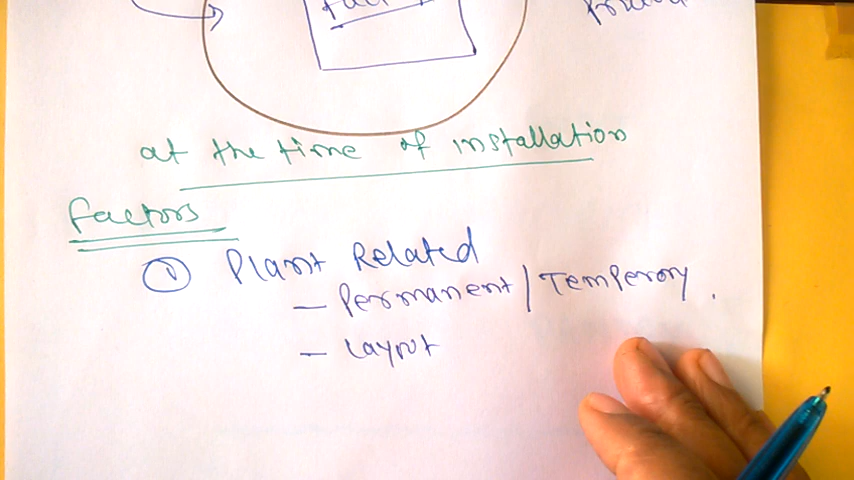 at the time of installation
Factors
① Plant Related
— Permanent / Temperory.
— Layout